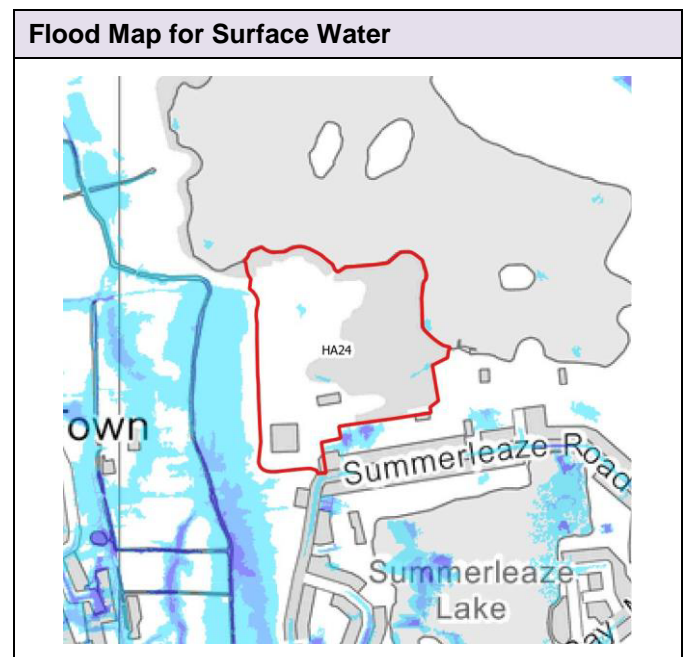 Flood Map for Surface Water
HA24
own
Summerleaze Road
Summerleaze
Lake